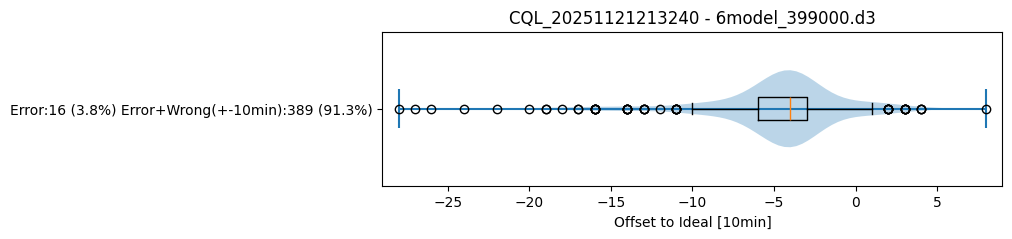 CQL_20251121213240 - 6model_399000.d3
Error:16 (3.8%) Error+Wrong(+-10min):389 (91.3%)
−25 −20 −15 −10 −5 0 5
Offset to Ideal [10min]